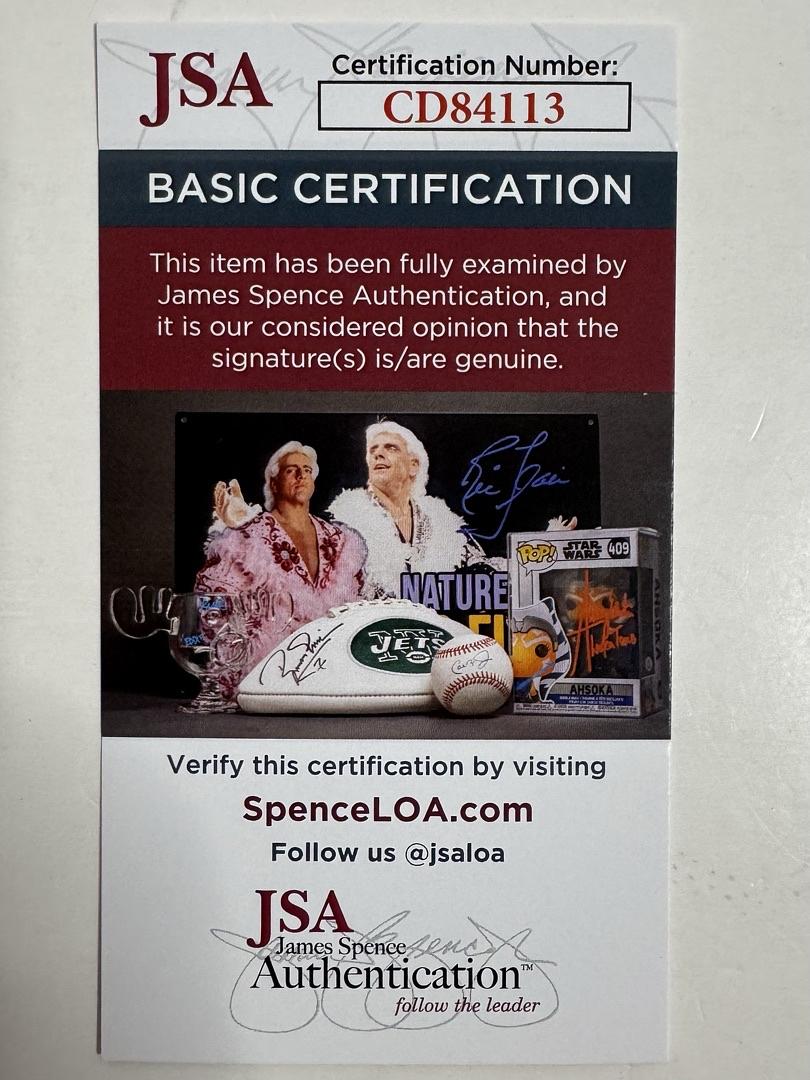 JSA
Certification Number:
CD84113
BASIC CERTIFICATION
This item has been fully examined by
James Spence Authentication, and
it is our considered opinion that the
signature(s) is/are genuine.
NATURE
POP!
STAR
WARS
409
JETS
AHSOKA
Verify this certification by visiting
SpenceLOA.com
Follow us @jsaloa
JSA
James Spence
Authentication™
follow the leader